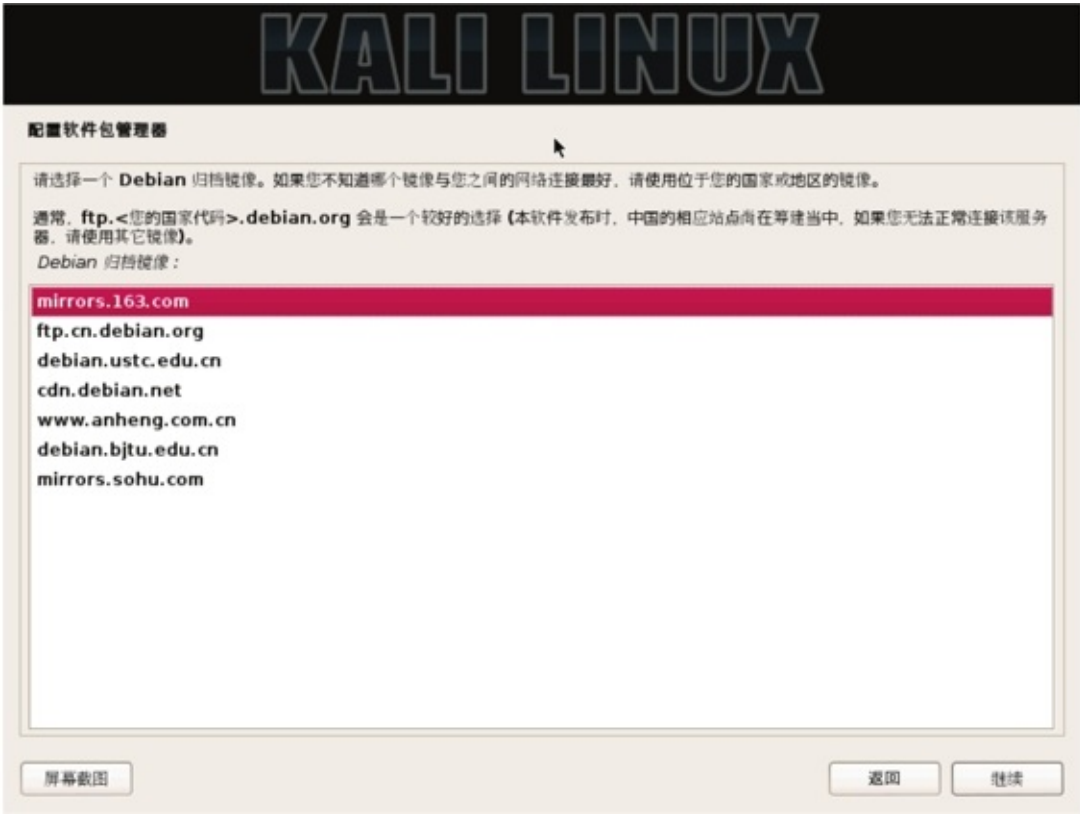 KALI LINUX
配置软件包管理器
请选择一个 Debian 归档镜像。如果您不知道哪个镜像与您之间的网络连接最好，请使用位于您的国家或地区的镜像。
通常，ftp.<您的国家代码>.debian.org 会是一个较好的选择 (本软件发布时，中国的相应站点尚在筹建当中，如果您无法正常连接该服务
器，请使用其它镜像)。
Debian 归档镜像：
mirrors.163.com
ftp.cn.debian.org
debian.ustc.edu.cn
cdn.debian.net
www.anheng.com.cn
debian.bjtu.edu.cn
mirrors.sohu.com
屏幕截图
返回
继续